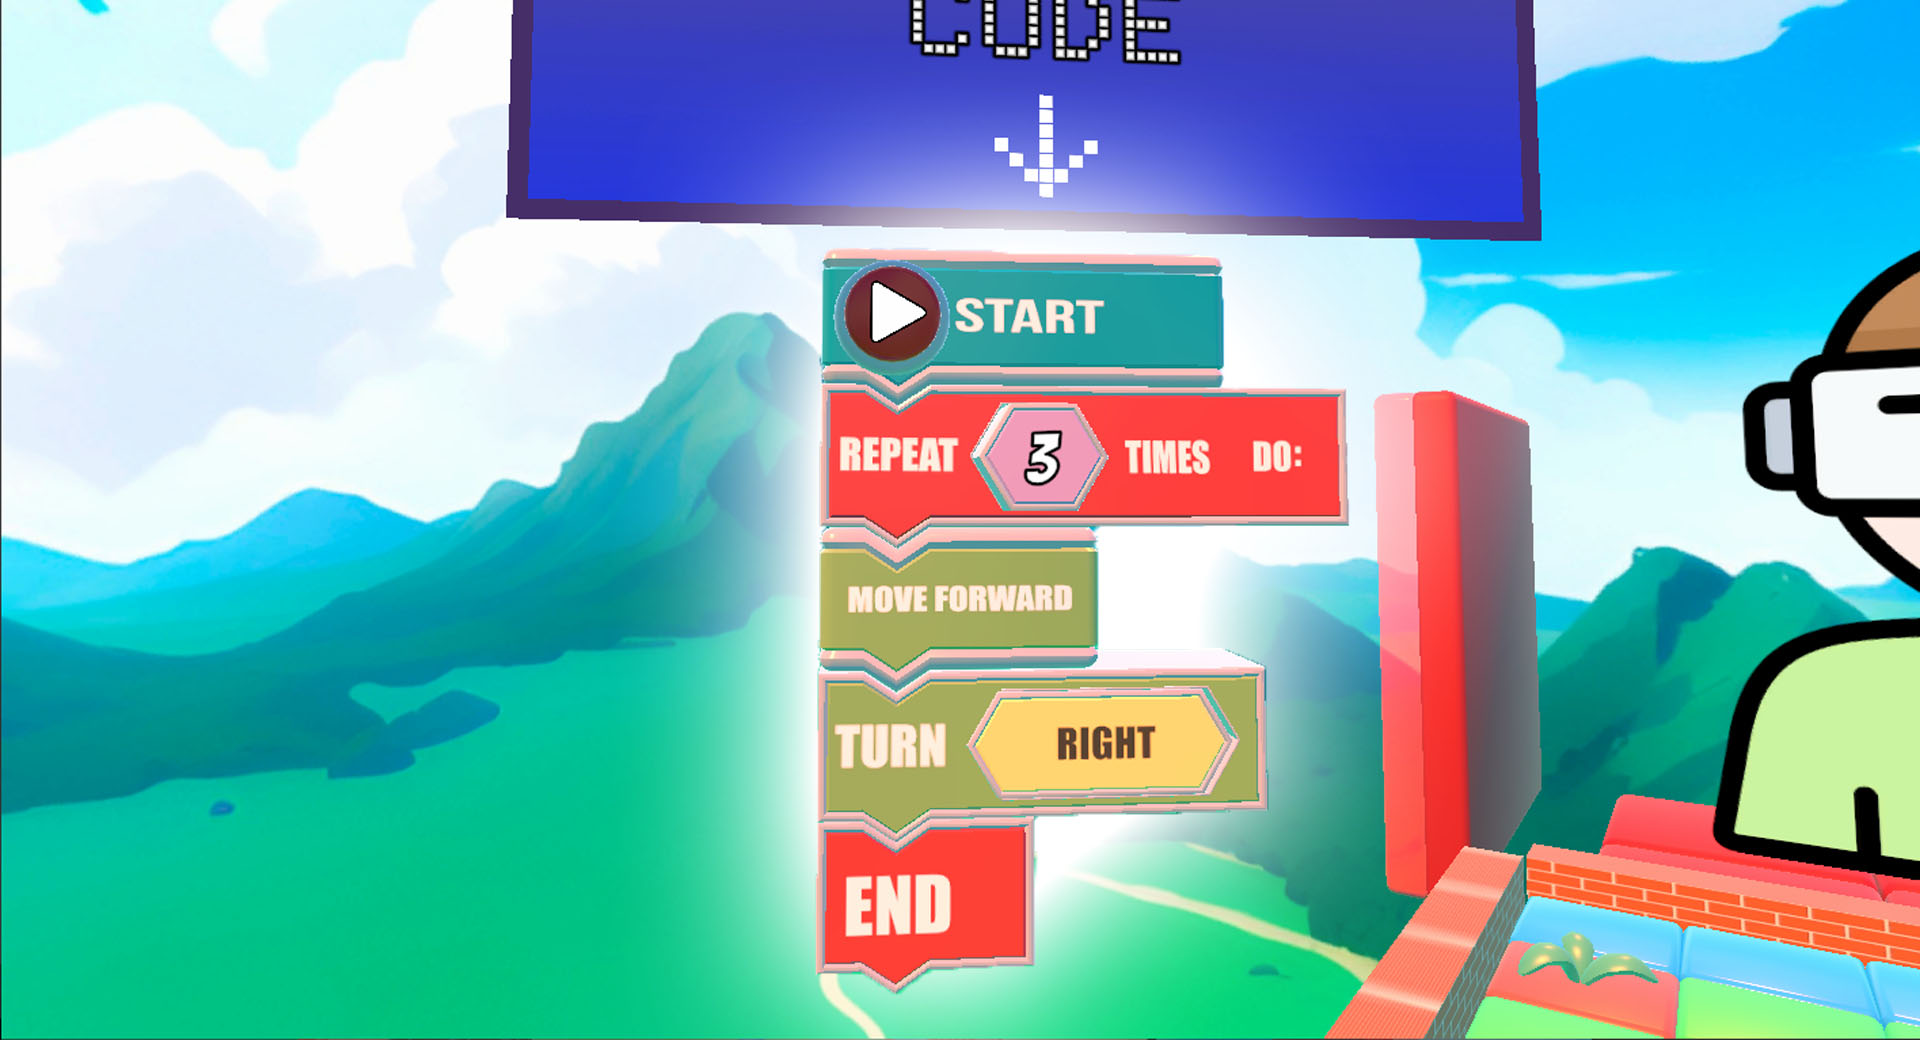 CODE
START
REPEAT 3 TIMES DO:
MOVE FORWARD
TURN RIGHT
END